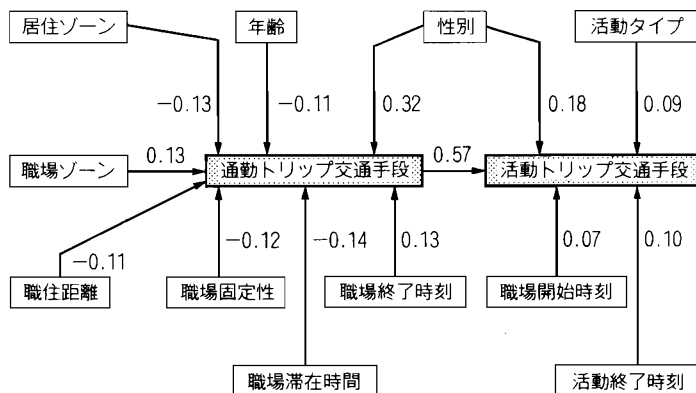 居住ゾーン
年齢
性別
活動タイプ
-0.13
-0.11
0.32
0.18
0.09
職場ゾーン
0.13
通勤トリップ交通手段
0.57
活動トリップ交通手段
-0.11
-0.12
-0.14
0.13
0.07
0.10
職住距離
職場固定性
職場終了時刻
職場開始時刻
職場滞在時間
活動終了時刻